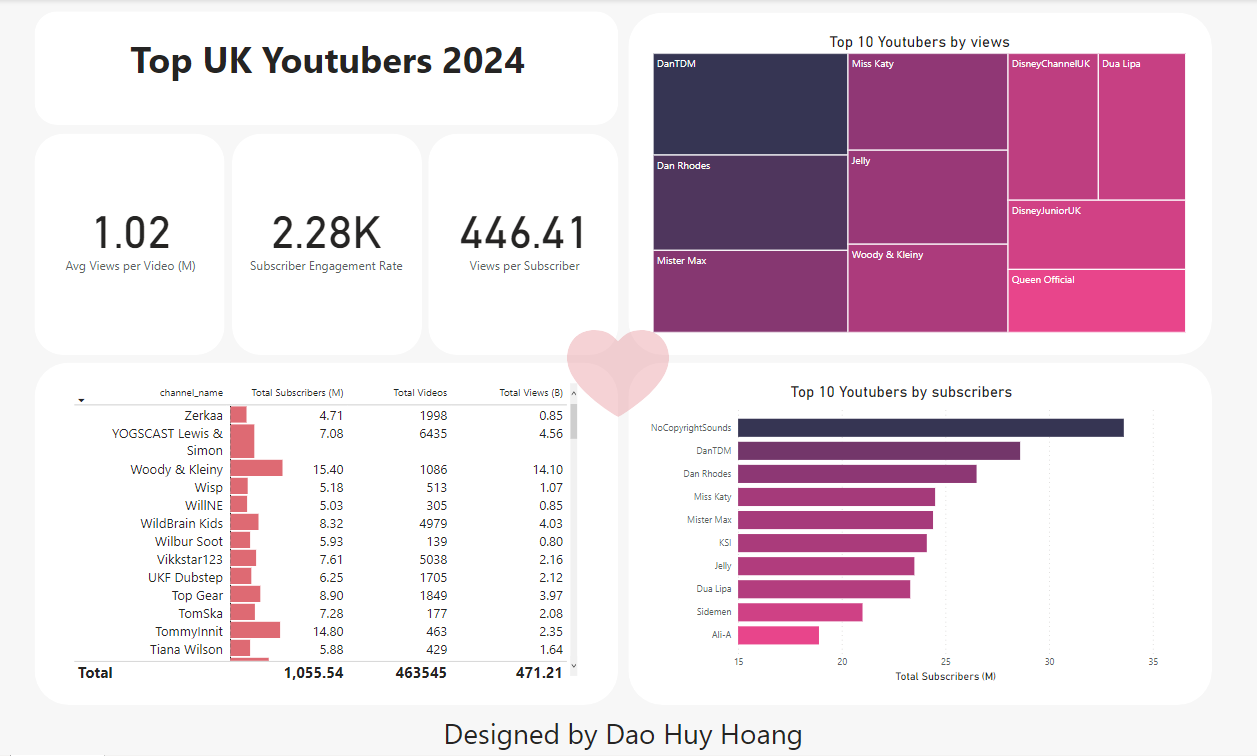 Top UK Youtubers 2024
1.02
Avg Views per Video (M)
2.28K
Subscriber Engagement Rate
446.41
Views per Subscriber
Top 10 Youtubers by views
DanTDM
Dan Rhodes
Mister Max
Miss Katy
Jelly
Woody & Kleiny
DisneyChannelUK
Dua Lipa
DisneyJuniorUK
Queen Official
channel_name Total Subscribers (M) Total Videos Total Views (B)
Zerkaa 4.71 1998 0.85
YOGSCAST Lewis & 7.08 6435 4.56
Simon
Woody & Kleiny 15.40 1086 14.10
Wisp 5.18 513 1.07
WillNE 5.03 305 0.85
WildBrain Kids 8.32 4979 4.03
Wilbur Soot 5.93 139 0.80
Vikkstar123 7.61 5038 2.16
UKF Dubstep 6.25 1705 2.12
Top Gear 8.90 1849 3.97
TomSka 7.28 177 2.08
TommyInnit 14.80 463 2.35
Tiana Wilson 5.88 429 1.64
Total 1,055.54 463545 471.21
Top 10 Youtubers by subscribers
NoCopyrightSounds
DanTDM
Dan Rhodes
Miss Katy
Mister Max
KSI
Jelly
Dua Lipa
Sidemen
Ali-A
15 20 25 30 35
Total Subscribers (M)
Designed by Dao Huy Hoang